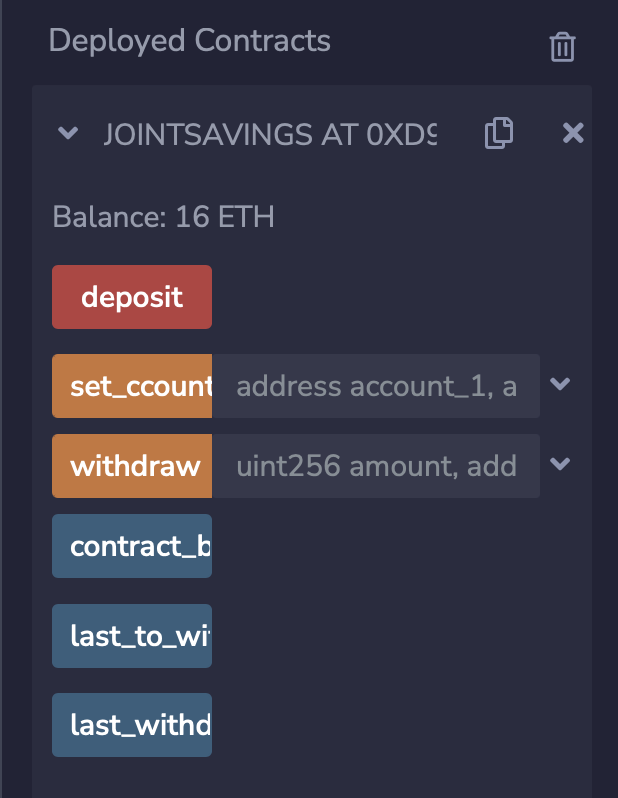 Deployed Contracts
JOINTSAVINGS AT 0XD9
Balance: 16 ETH
deposit
set_ccount address account_1, a
withdraw uint256 amount, add
contract_b
last_to_wi
last_withd